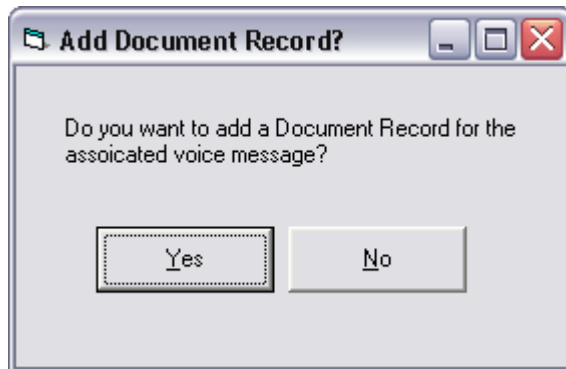 Add Document Record?
Do you want to add a Document Record for the
assoicated voice message?
Yes
No